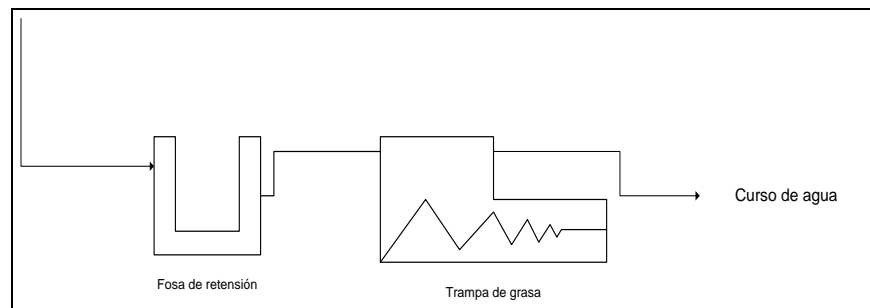 Curso de agua
Fosa de retensión
Trampa de grasa